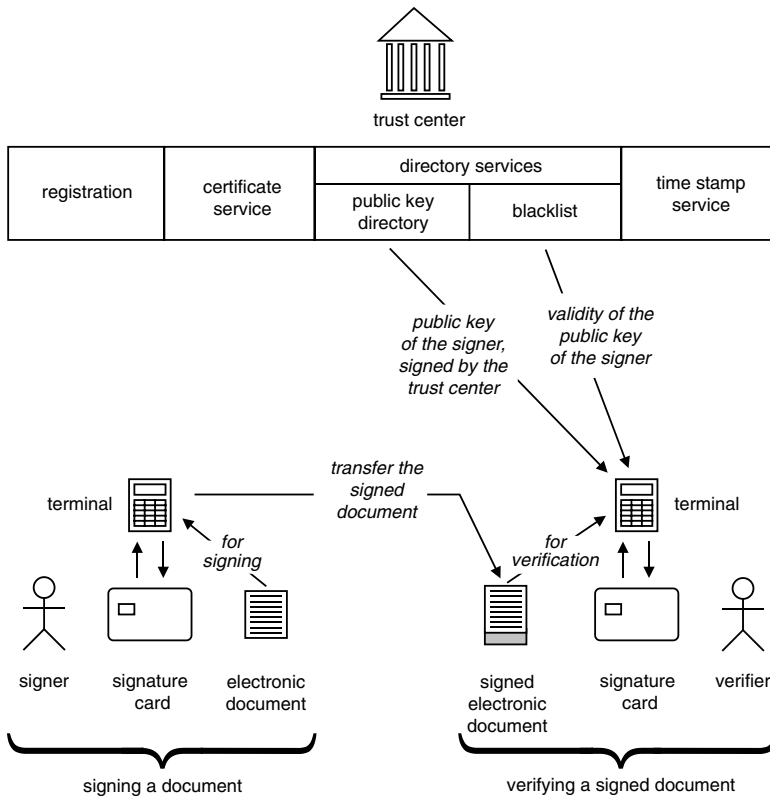 trust center
registration
certificate
service
directory services
public key
directory
blacklist
time stamp
service
public key
of the signer,
signed by the
trust center
validity of the
public key
of the signer
terminal
transfer the
signed
document
terminal
for
signing
for
verification
signer
signature
card
electronic
document
signed
electronic
document
signature
card
verifier
signing a document
verifying a signed document